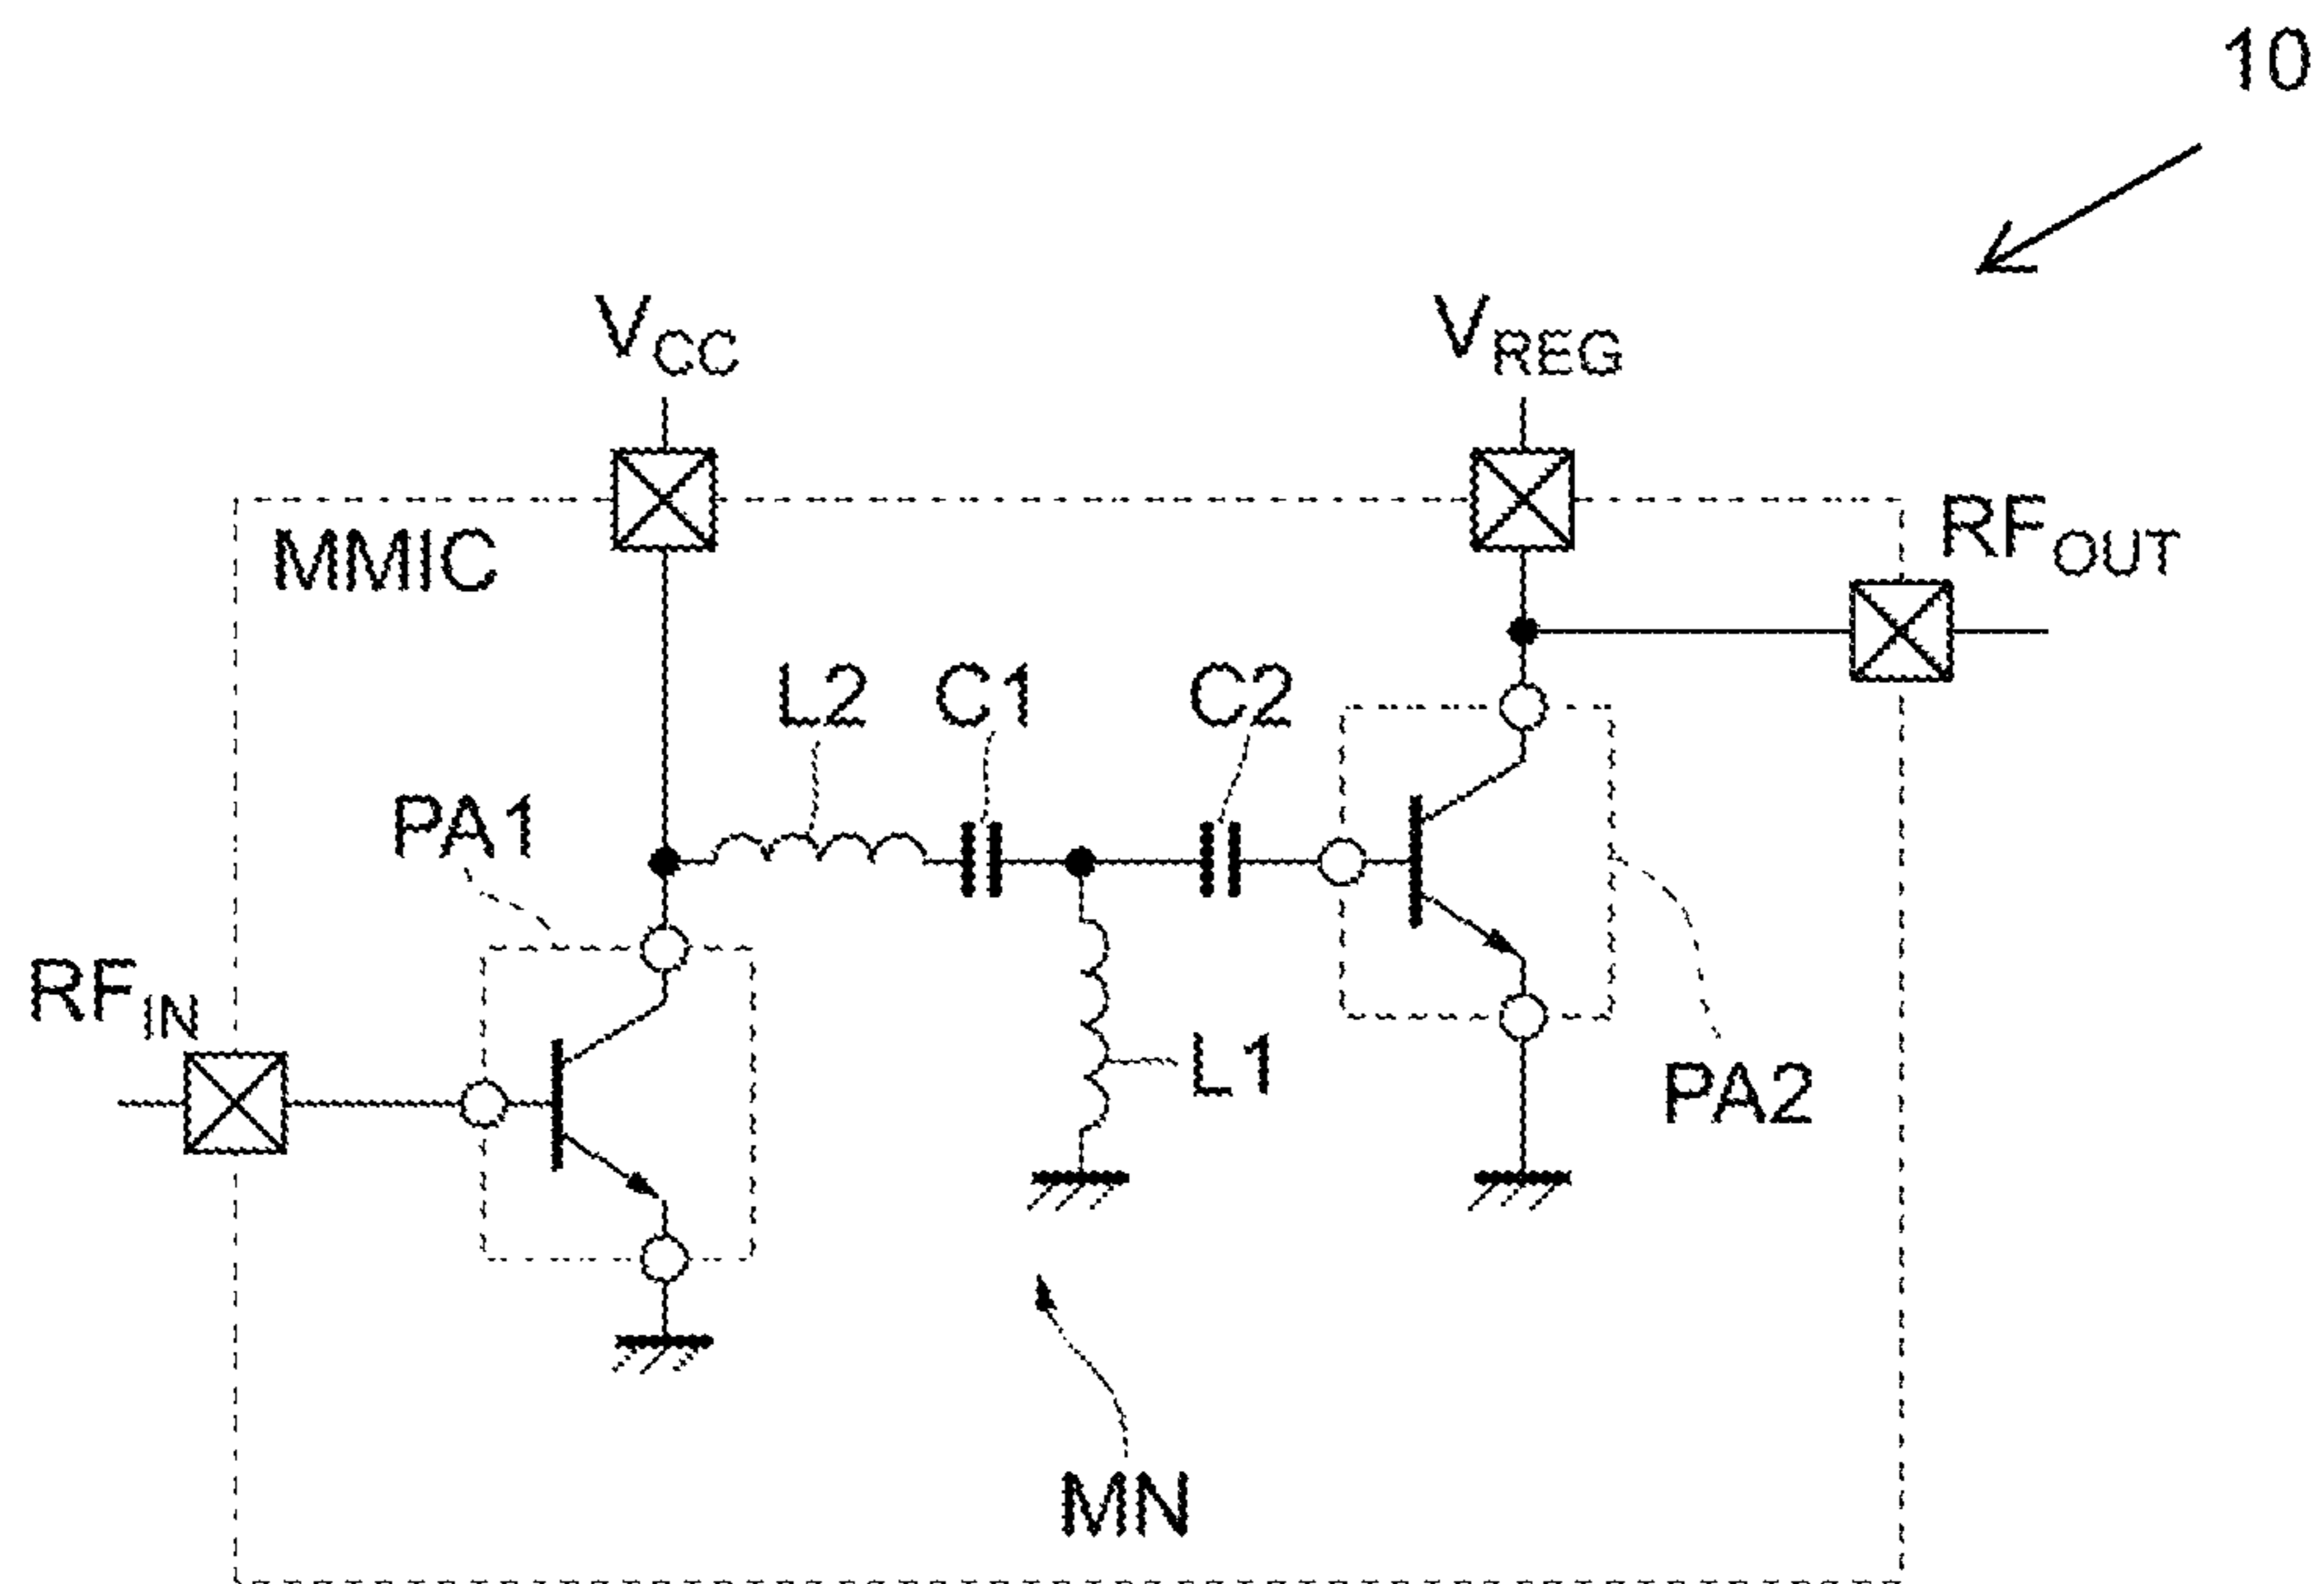 10
VCC
VREG
MMIC
RFOUT
L2
C1
C2
PA1
RFIN
L1
PA2
MN